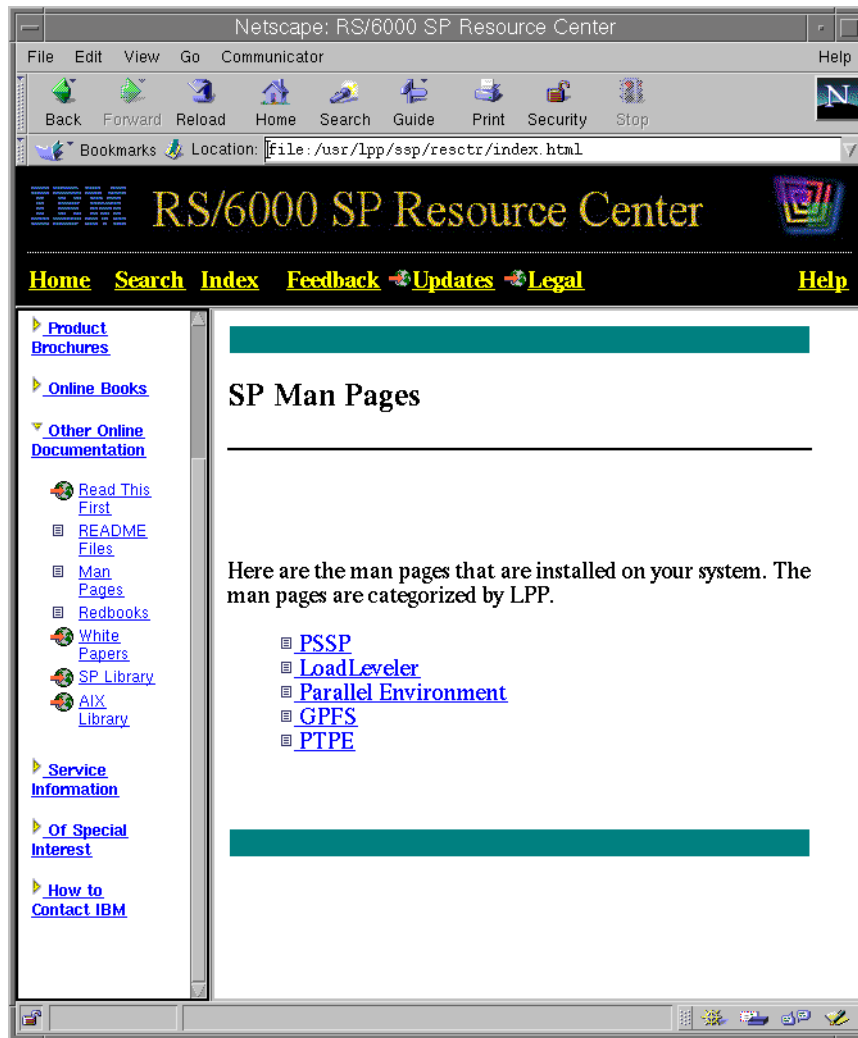 Netscape: RS/6000 SP Resource Center
File Edit View Go Communicator Help
Back Forward Reload Home Search Guide Print Security Stop
N
Bookmarks Location: file:/usr/lpp/ssp/resctr/index.html
IBM RS/6000 SP Resource Center
Home Search Index Feedback Updates Legal Help
Product
Brochures
Online Books
Other Online
Documentation
Read This
First
README
Files
Man
Pages
Redbooks
White
Papers
SP Library
AIX
Library
Service
Information
Of Special
Interest
How to
Contact IBM
SP Man Pages
Here are the man pages that are installed on your system. The
man pages are categorized by LPP.
PSSP
LoadLeveler
Parallel Environment
GPFS
PTPE